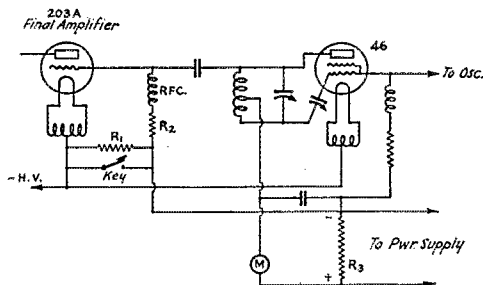 203A
Final Amplifier
46
To Osc.
RFC.
R2
R1
Key
-H.V.
-
To Pwr. Supply
M
R3
+